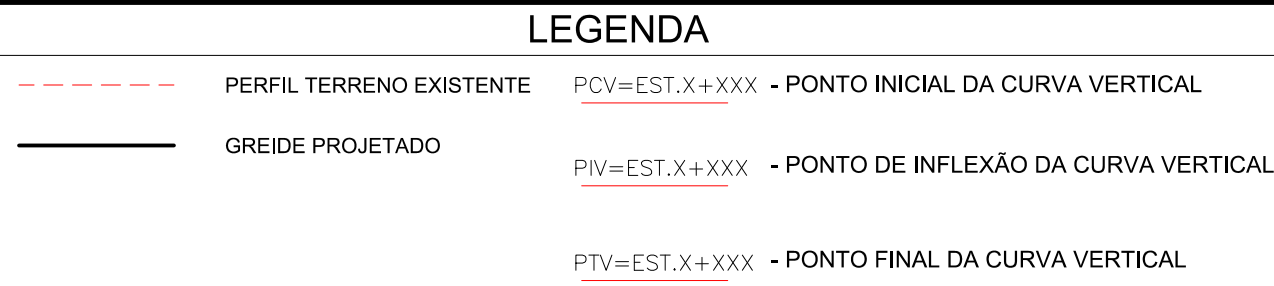 LEGENDA
PERFIL TERRENO EXISTENTE
GREIDE PROJETADO
PCV=EST.X+XXX - PONTO INICIAL DA CURVA VERTICAL
PIV=EST.X+XXX - PONTO DE INFLEXÃO DA CURVA VERTICAL
PTV=EST.X+XXX - PONTO FINAL DA CURVA VERTICAL